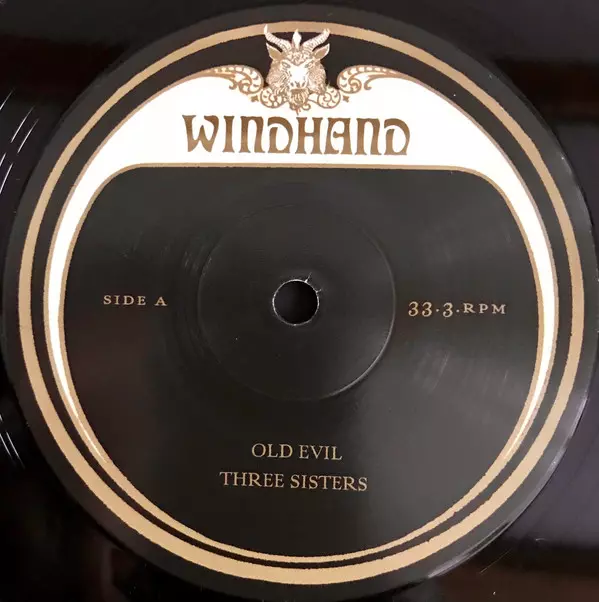 WINDHAND
SIDE A
33·3·RPM
OLD EVIL
THREE SISTERS